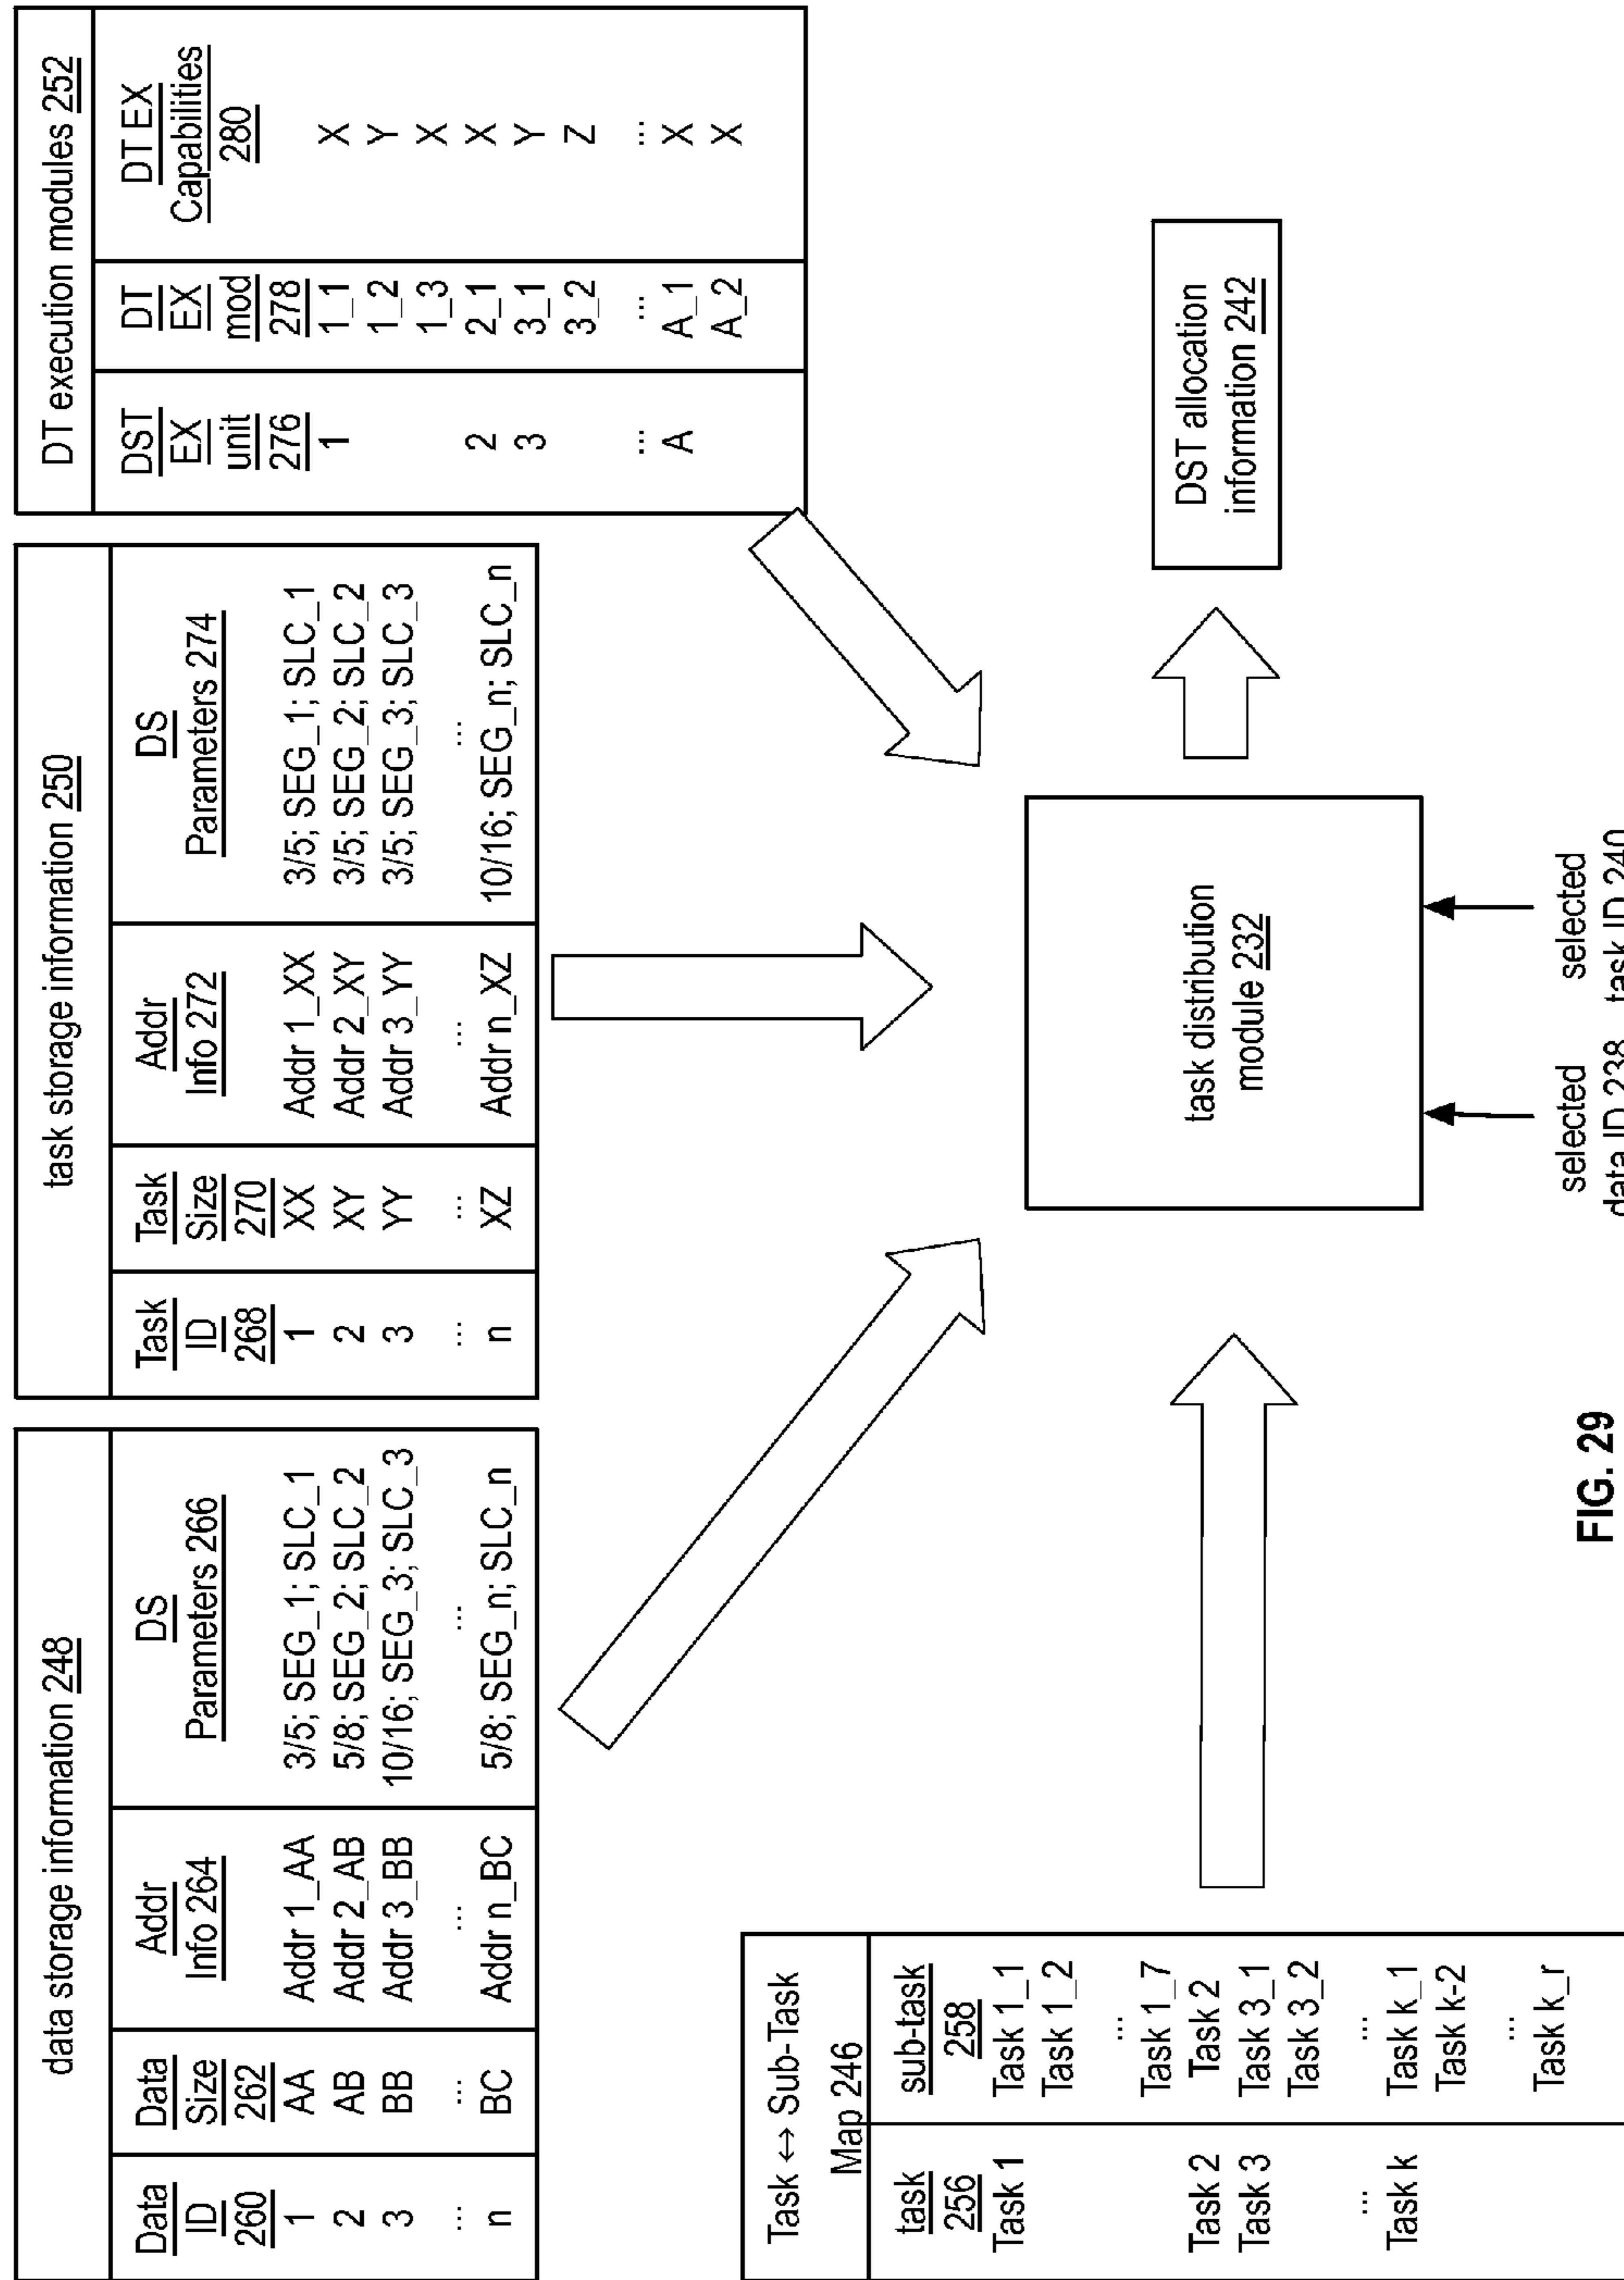 data storage information 248
Data ID 260 | Data Size 262 | Addr Info 264 | DS Parameters 266
1 | AA | Addr 1_AA | 3/5; SEG_1; SLC_1
2 | AB | Addr 2_AB | 5/8; SEG_2; SLC_2
3 | BB | Addr 3_BB | 10/16; SEG_3; SLC_3
... | ... | ... | ...
n | BC | Addr n_BC | 5/8; SEG_n; SLC_n
task storage information 250
Task ID 268 | Task Size 270 | Addr Info 272 | DS Parameters 274
1 | XX | Addr 1_XX | 3/5; SEG_1; SLC_1
2 | XY | Addr 2_XY | 3/5; SEG_2; SLC_2
3 | YY | Addr 3_YY | 3/5; SEG_3; SLC_3
... | ... | ... | ...
n | XZ | Addr n_XZ | 10/16; SEG_n; SLC_n
DT execution modules 252
DST EX unit 276 | DT EX mod 278 | DT EX Capabilities 280
1 | 1_1 | X
1_2 | Y
1_3 | X
2 | 2_1 | X
3 | 3_1 | Y
3_2 | Z
... | ... | ...
A | A_1 | X
A_2 | X
Task ↔ Sub-Task
Map 246
task 256 | sub-task 258
Task 1 | Task 1_1
Task 1_2
...
Task 1_7
Task 2 | Task 2
Task 3 | Task 3_1
Task 3_2
... | ...
Task k | Task k_1
Task k-2
...
Task k_r
task distribution
module 232
DST allocation
information 242
selected
data ID 238
selected
task ID 240
FIG. 29